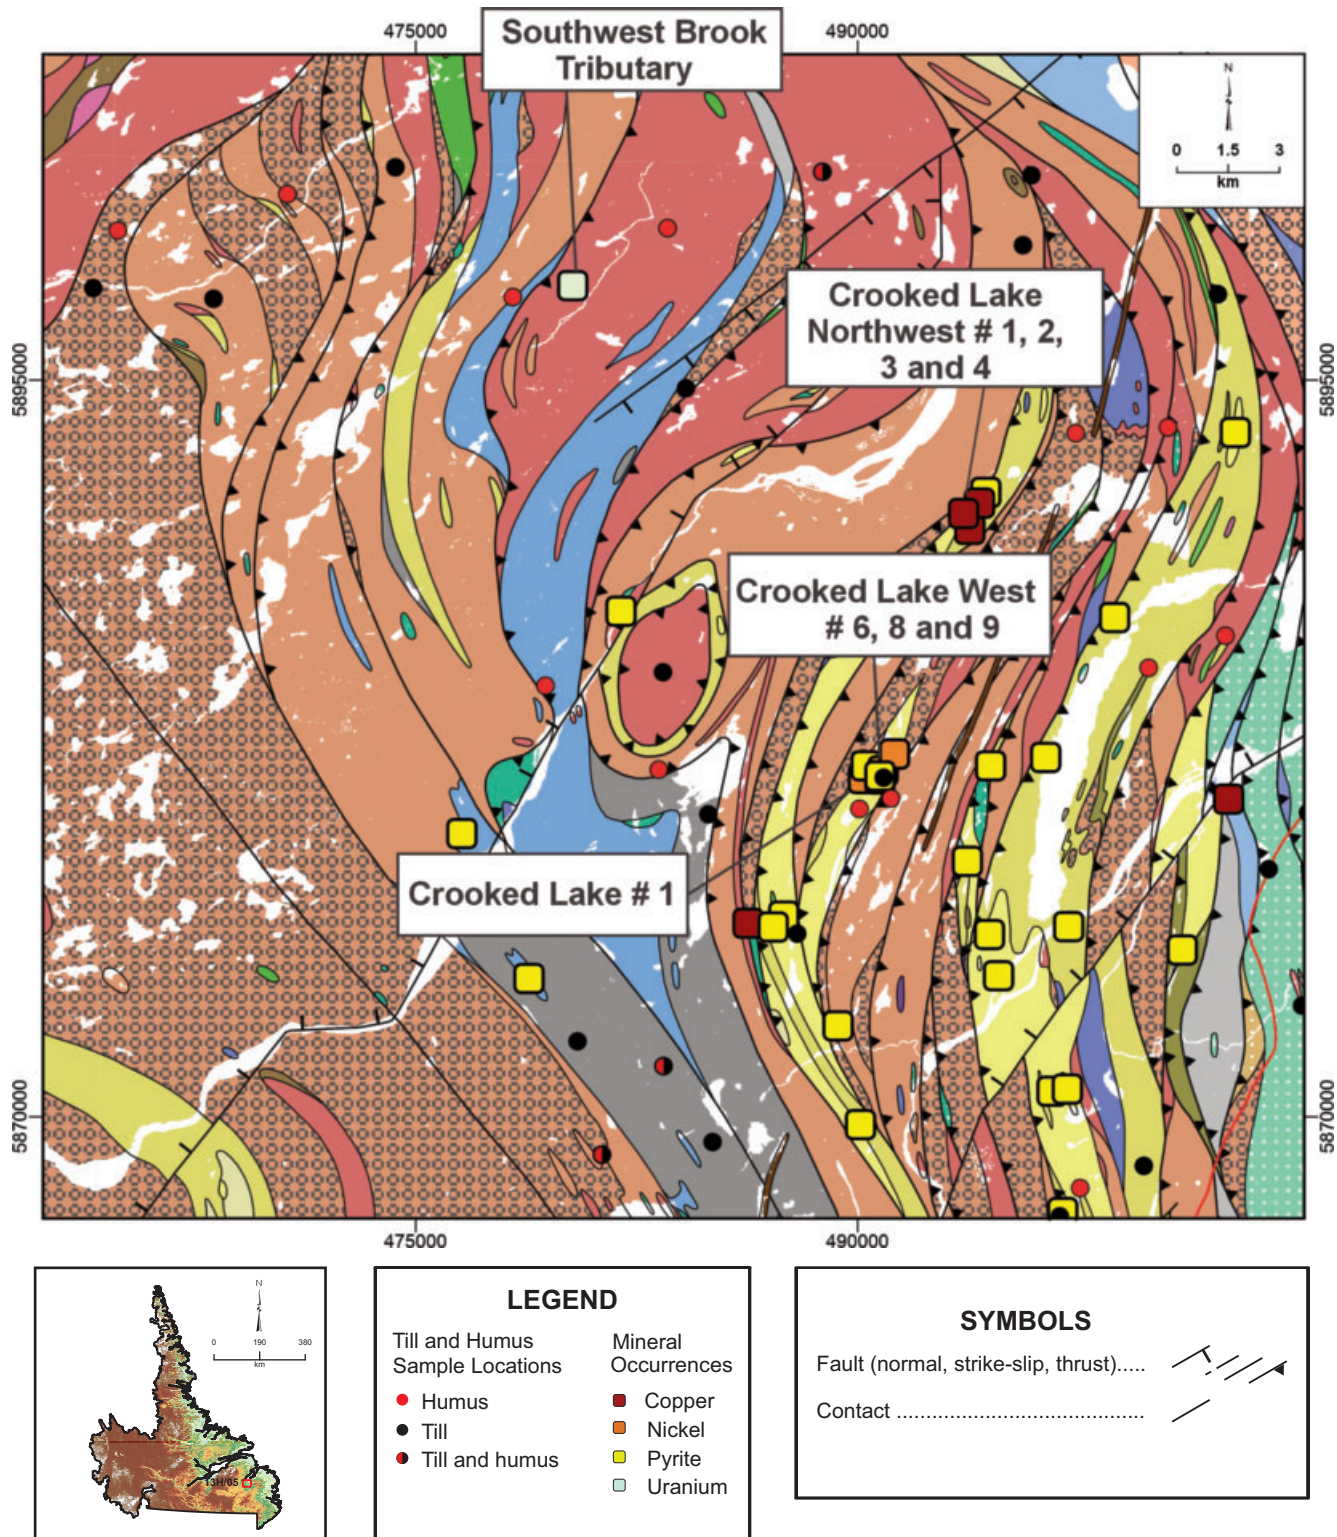 475000
490000
Southwest Brook
Tributary
N
0 1.5 3
km
Crooked Lake
Northwest # 1, 2,
3 and 4
5895000
5895000
Crooked Lake West
# 6, 8 and 9
Crooked Lake # 1
5870000
5870000
475000
490000
N
0 190 380
km
13H/05
LEGEND
Till and Humus
Sample Locations
Humus
Till
Till and humus
Mineral
Occurrences
Copper
Nickel
Pyrite
Uranium
SYMBOLS
Fault (normal, strike-slip, thrust).....
Contact .........................................